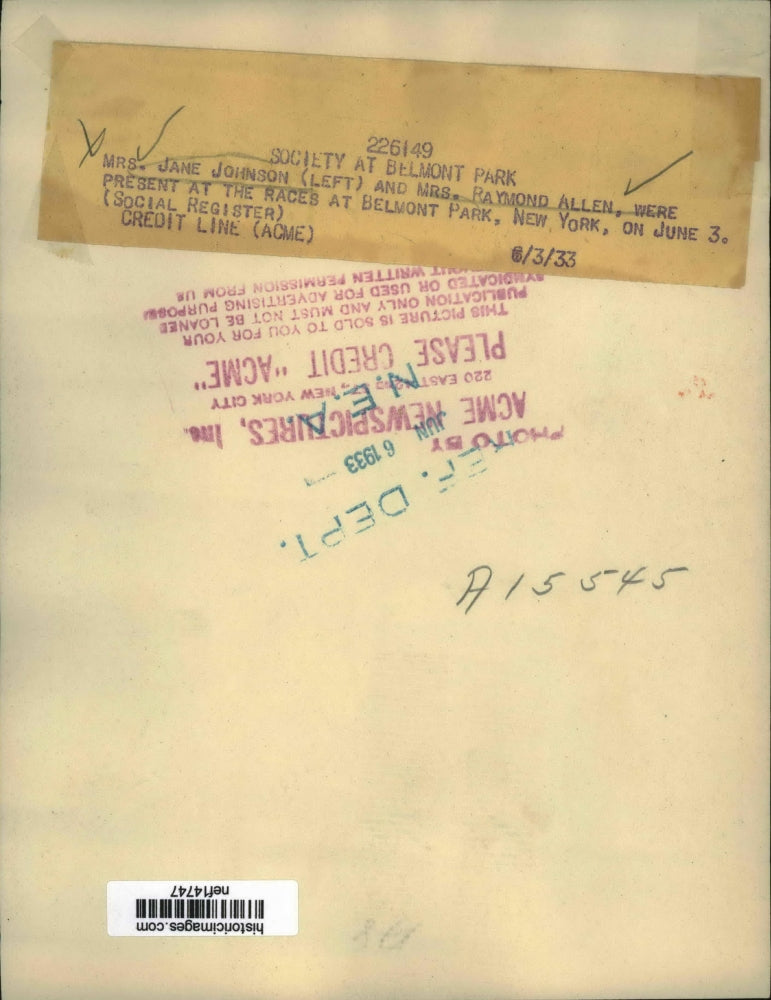 226149
SOCIETY AT BELMONT PARK
MRS. JANE JOHNSON (LEFT) AND MRS. RAYMOND ALLEN, WERE
PRESENT AT THE RACES AT BELMONT PARK, NEW YORK, ON JUNE 3.
(SOCIAL REGISTER)
CREDIT LINE (ACME)
6/3/33
PHOTO BY
ACME NEWSPICTURES, Inc.
220 EAST 42ND ST., NEW YORK CITY
PLEASE CREDIT "ACME"
THIS PICTURE IS SOLD TO YOU FOR YOUR
PUBLICATION ONLY AND MUST NOT BE LOANED
SYNDICATED OR USED FOR ADVERTISING PURPOSES
WITHOUT WRITTEN PERMISSION FROM US
N.E.A.
JUN 6 1933
REF. DEPT.
A15545
historicimages.com
nef14747